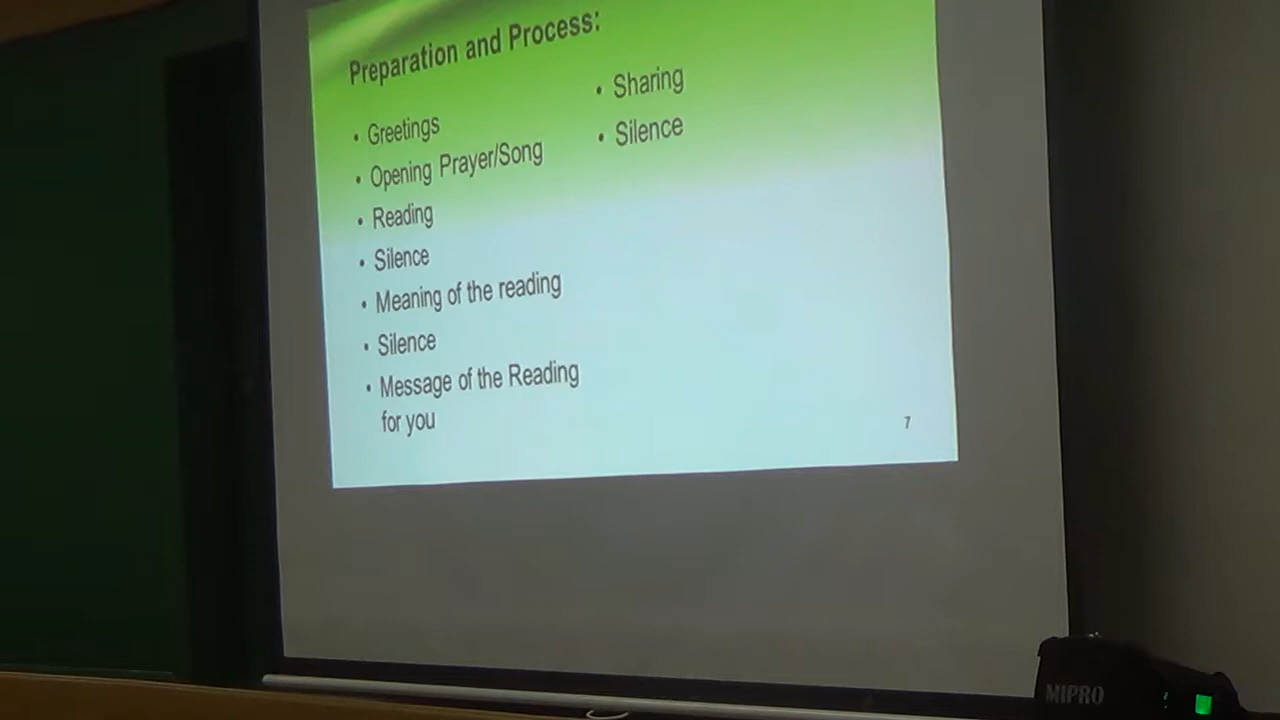 Preparation and Process:
• Greetings
• Opening Prayer/Song
• Reading
• Silence
• Meaning of the reading
• Silence
• Message of the Reading
for you
• Sharing
• Silence
7
MIPRO